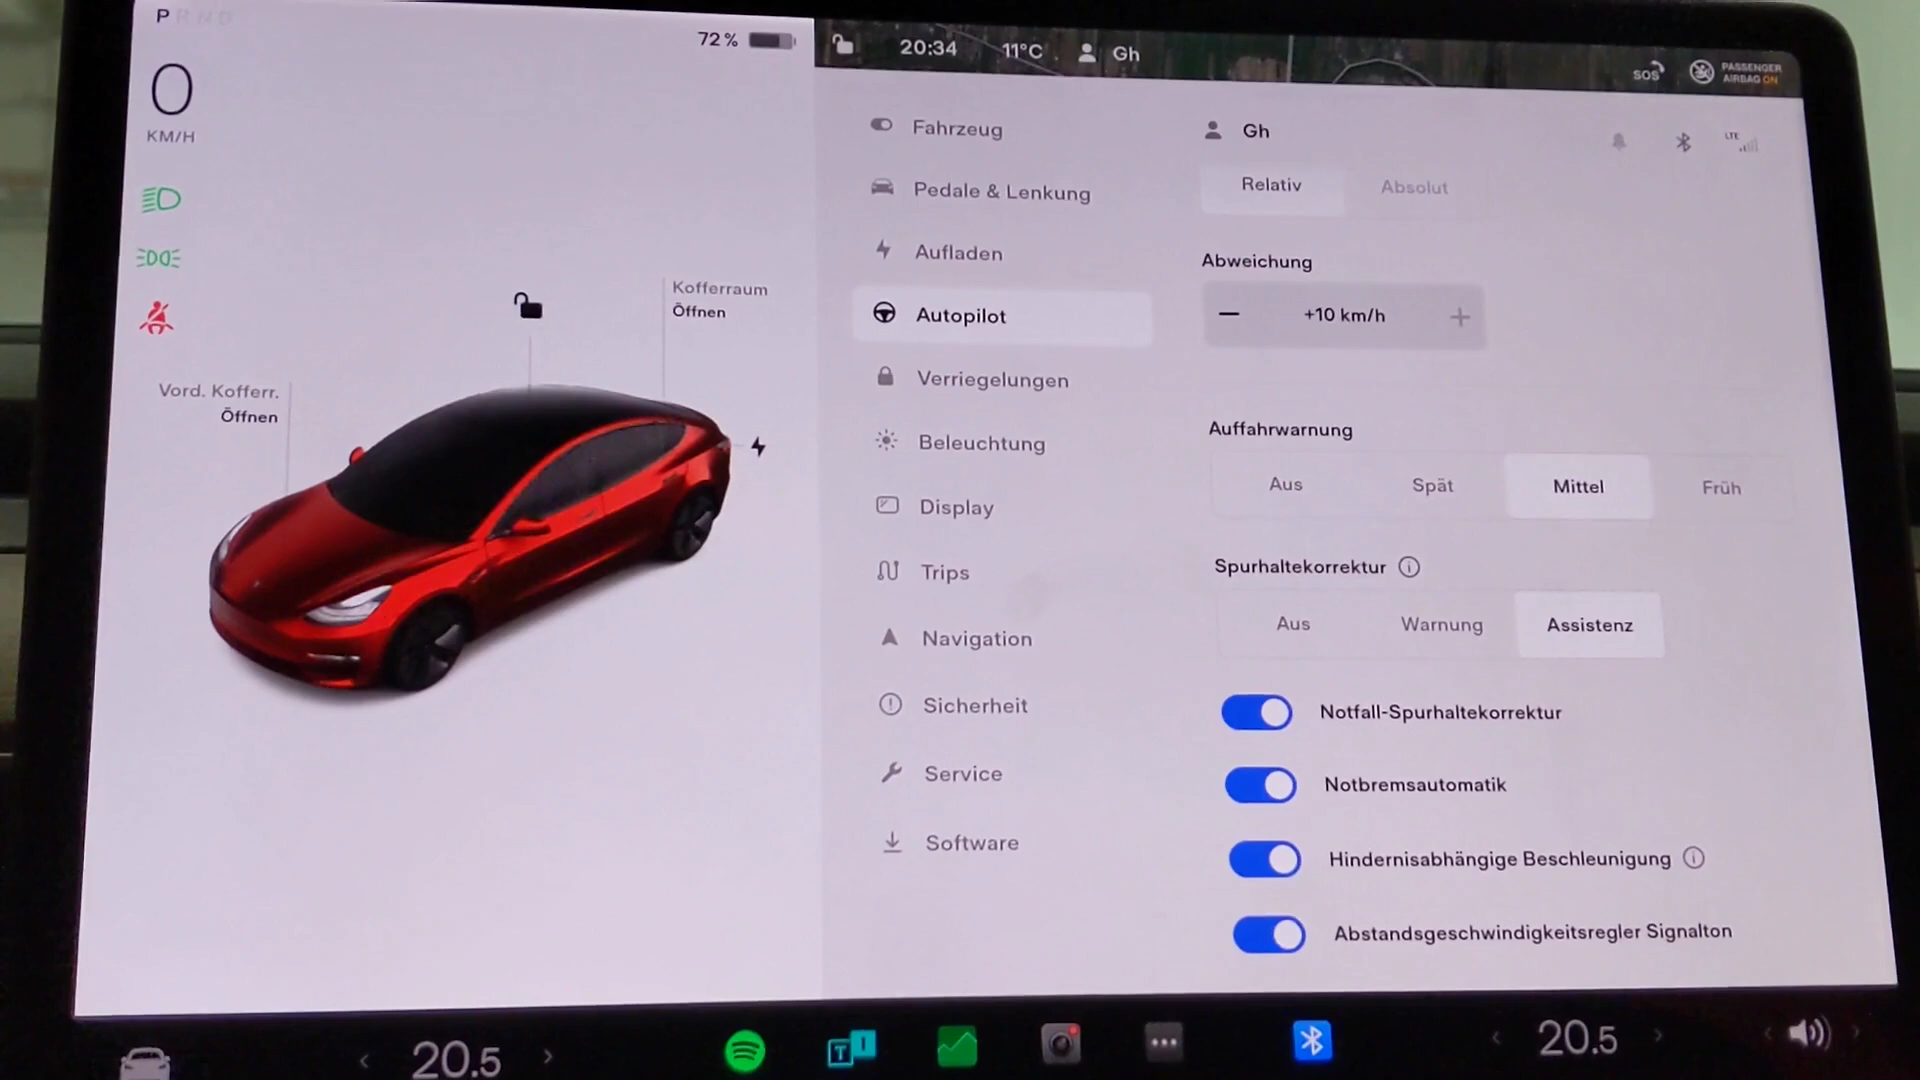 P R N D
72 %
0
KM/H
Kofferraum
Öffnen
Vord. Kofferr.
Öffnen
20:34
11°C
Gh
SOS
PASSENGER
AIRBAG ON
Fahrzeug
Pedale & Lenkung
Aufladen
Autopilot
Verriegelungen
Beleuchtung
Display
Trips
Navigation
Sicherheit
Service
Software
Gh
LTE
Relativ
Absolut
Abweichung
+10 km/h
Auffahrwarnung
Aus
Spät
Mittel
Früh
Spurhaltekorrektur
Aus
Warnung
Assistenz
Notfall-Spurhaltekorrektur
Notbremsautomatik
Hindernisabhängige Beschleunigung
Abstandsgeschwindigkeitsregler Signalton
20.5
T I
20.5